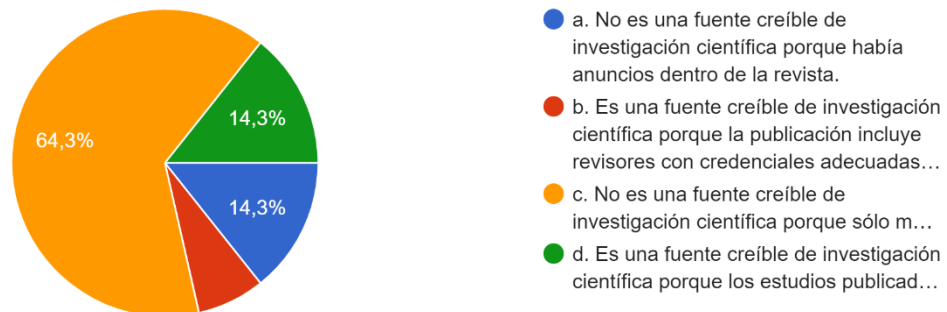 64,3%
14,3%
14,3%
a. No es una fuente creíble de
investigación científica porque había
anuncios dentro de la revista.
b. Es una fuente creíble de investigación
científica porque la publicación incluye
revisores con credenciales adecuadas…
c. No es una fuente creíble de
investigación científica porque sólo m…
d. Es una fuente creíble de investigación
científica porque los estudios publicad…